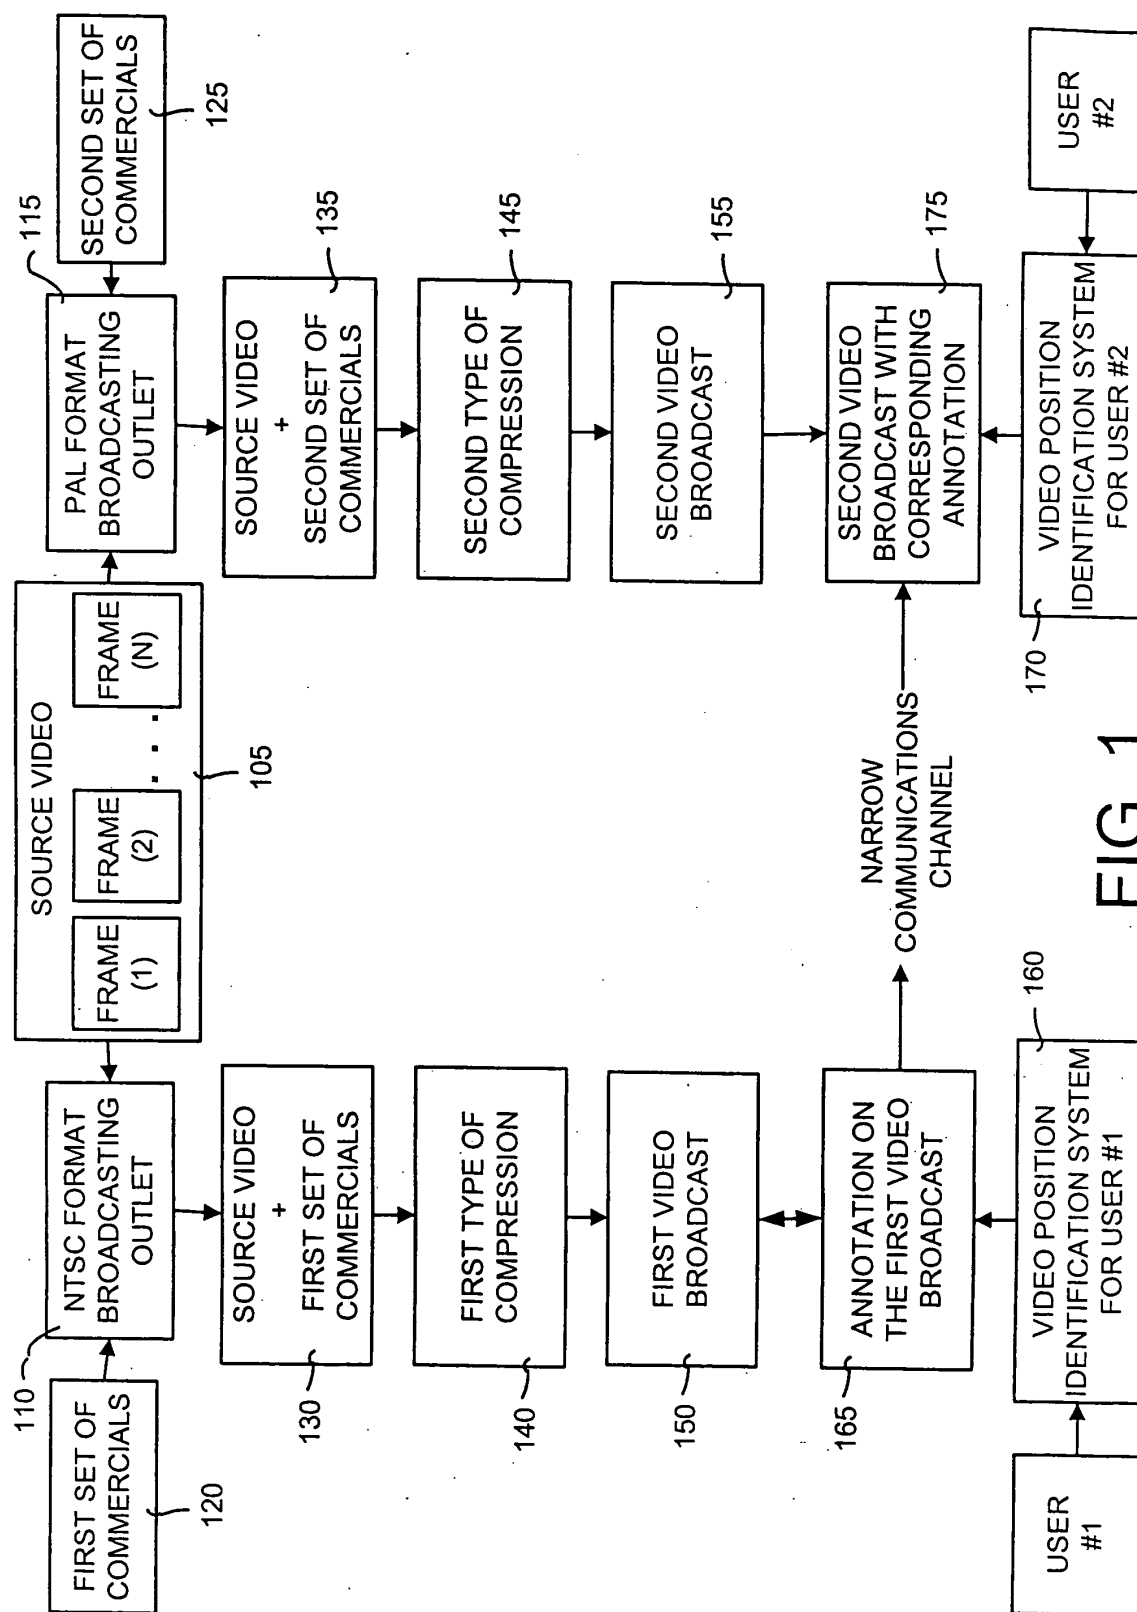 SOURCE VIDEO
FRAME
(1)
FRAME
(2)
. . .
FRAME
(N)
105
FIRST SET OF
COMMERCIALS
120
110
NTSC FORMAT
BROADCASTING
OUTLET
115
PAL FORMAT
BROADCASTING
OUTLET
SECOND SET OF
COMMERCIALS
125
SOURCE VIDEO
+
FIRST SET OF
COMMERCIALS
130
SOURCE VIDEO
+
SECOND SET OF
COMMERCIALS
135
FIRST TYPE OF
COMPRESSION
140
SECOND TYPE OF
COMPRESSION
145
FIRST VIDEO
BROADCAST
150
SECOND VIDEO
BROADCAST
155
ANNOTATION ON
THE FIRST VIDEO
BROADCAST
165
NARROW
COMMUNICATIONS
CHANNEL
SECOND VIDEO
BROADCAST WITH
CORRESPONDING
ANNOTATION
175
USER
#1
VIDEO POSITION
IDENTIFICATION SYSTEM
FOR USER #1
160
170
VIDEO POSITION
IDENTIFICATION SYSTEM
FOR USER #2
USER
#2
FIG. 1